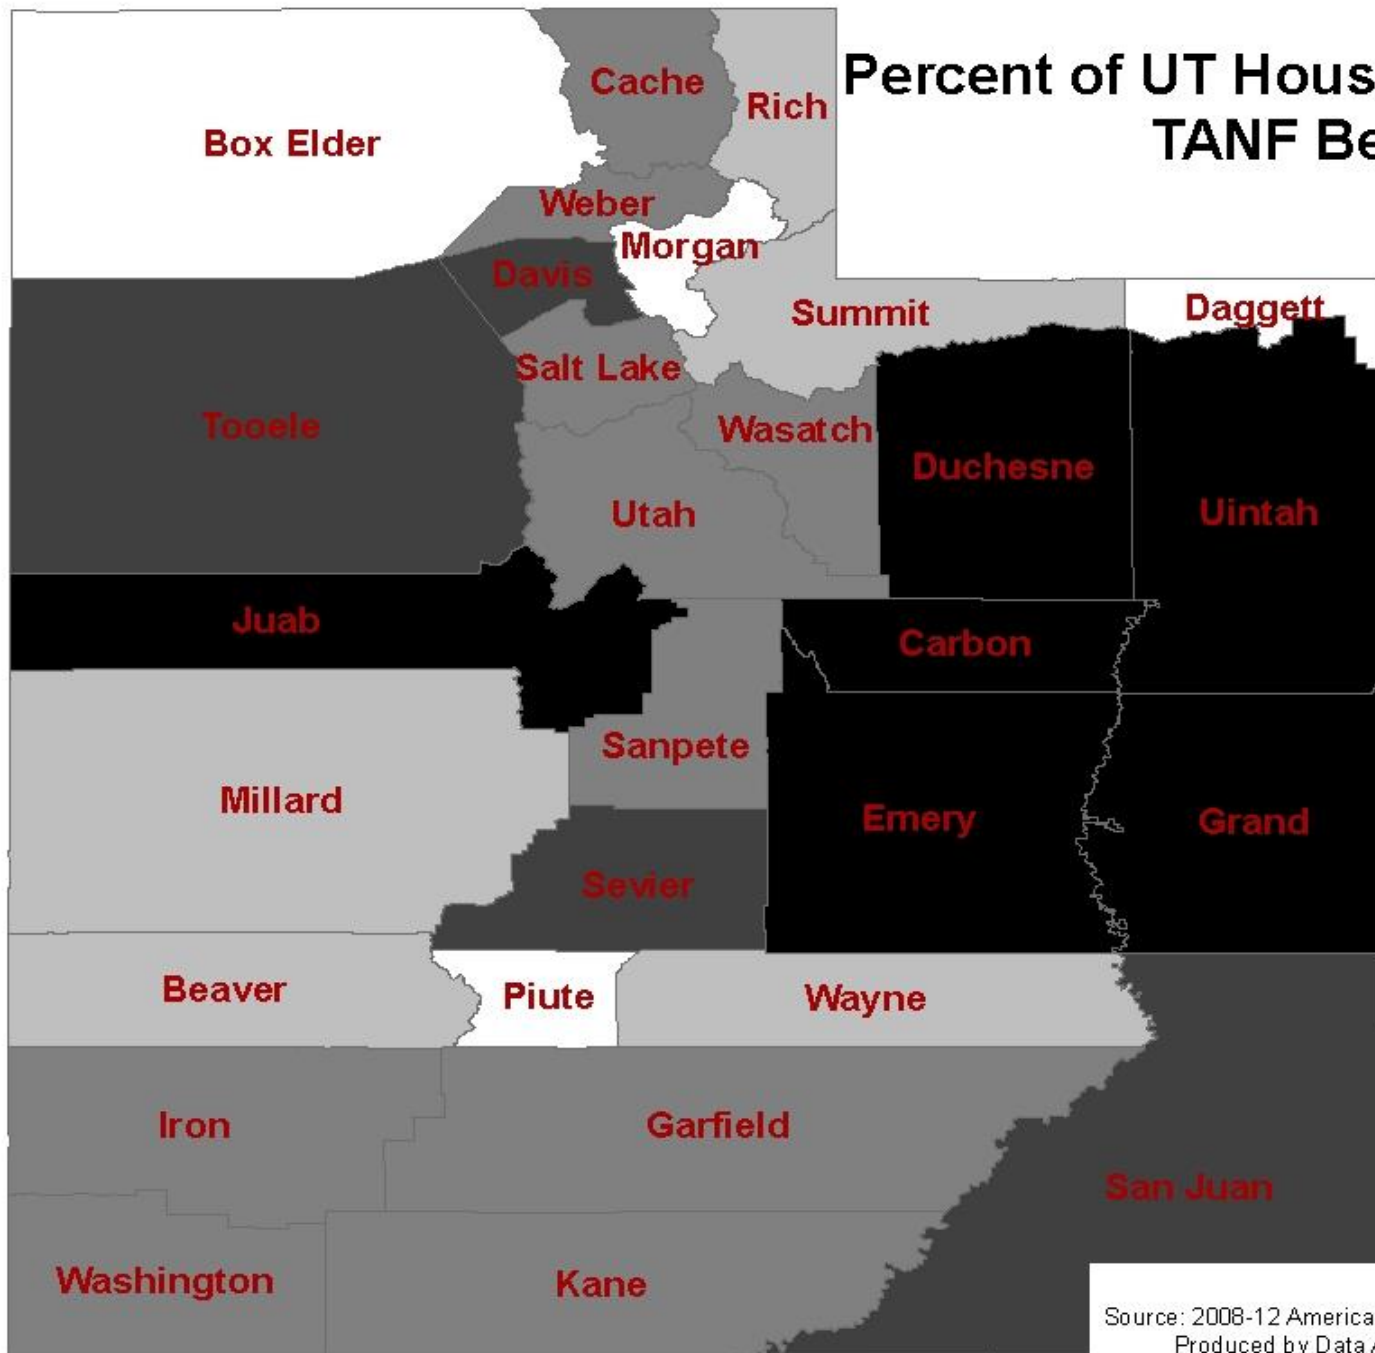 Percent of UT Hous
TANF Be
Cache
Rich
Box Elder
Weber
Morgan
Davis
Summit
Daggett
Salt Lake
Tooele
Wasatch
Duchesne
Utah
Uintah
Juab
Carbon
Sanpete
Millard
Emery
Grand
Sevier
Beaver
Piute
Wayne
Iron
Garfield
San Juan
Washington
Kane
Source: 2008-12 America
Produced by Data A